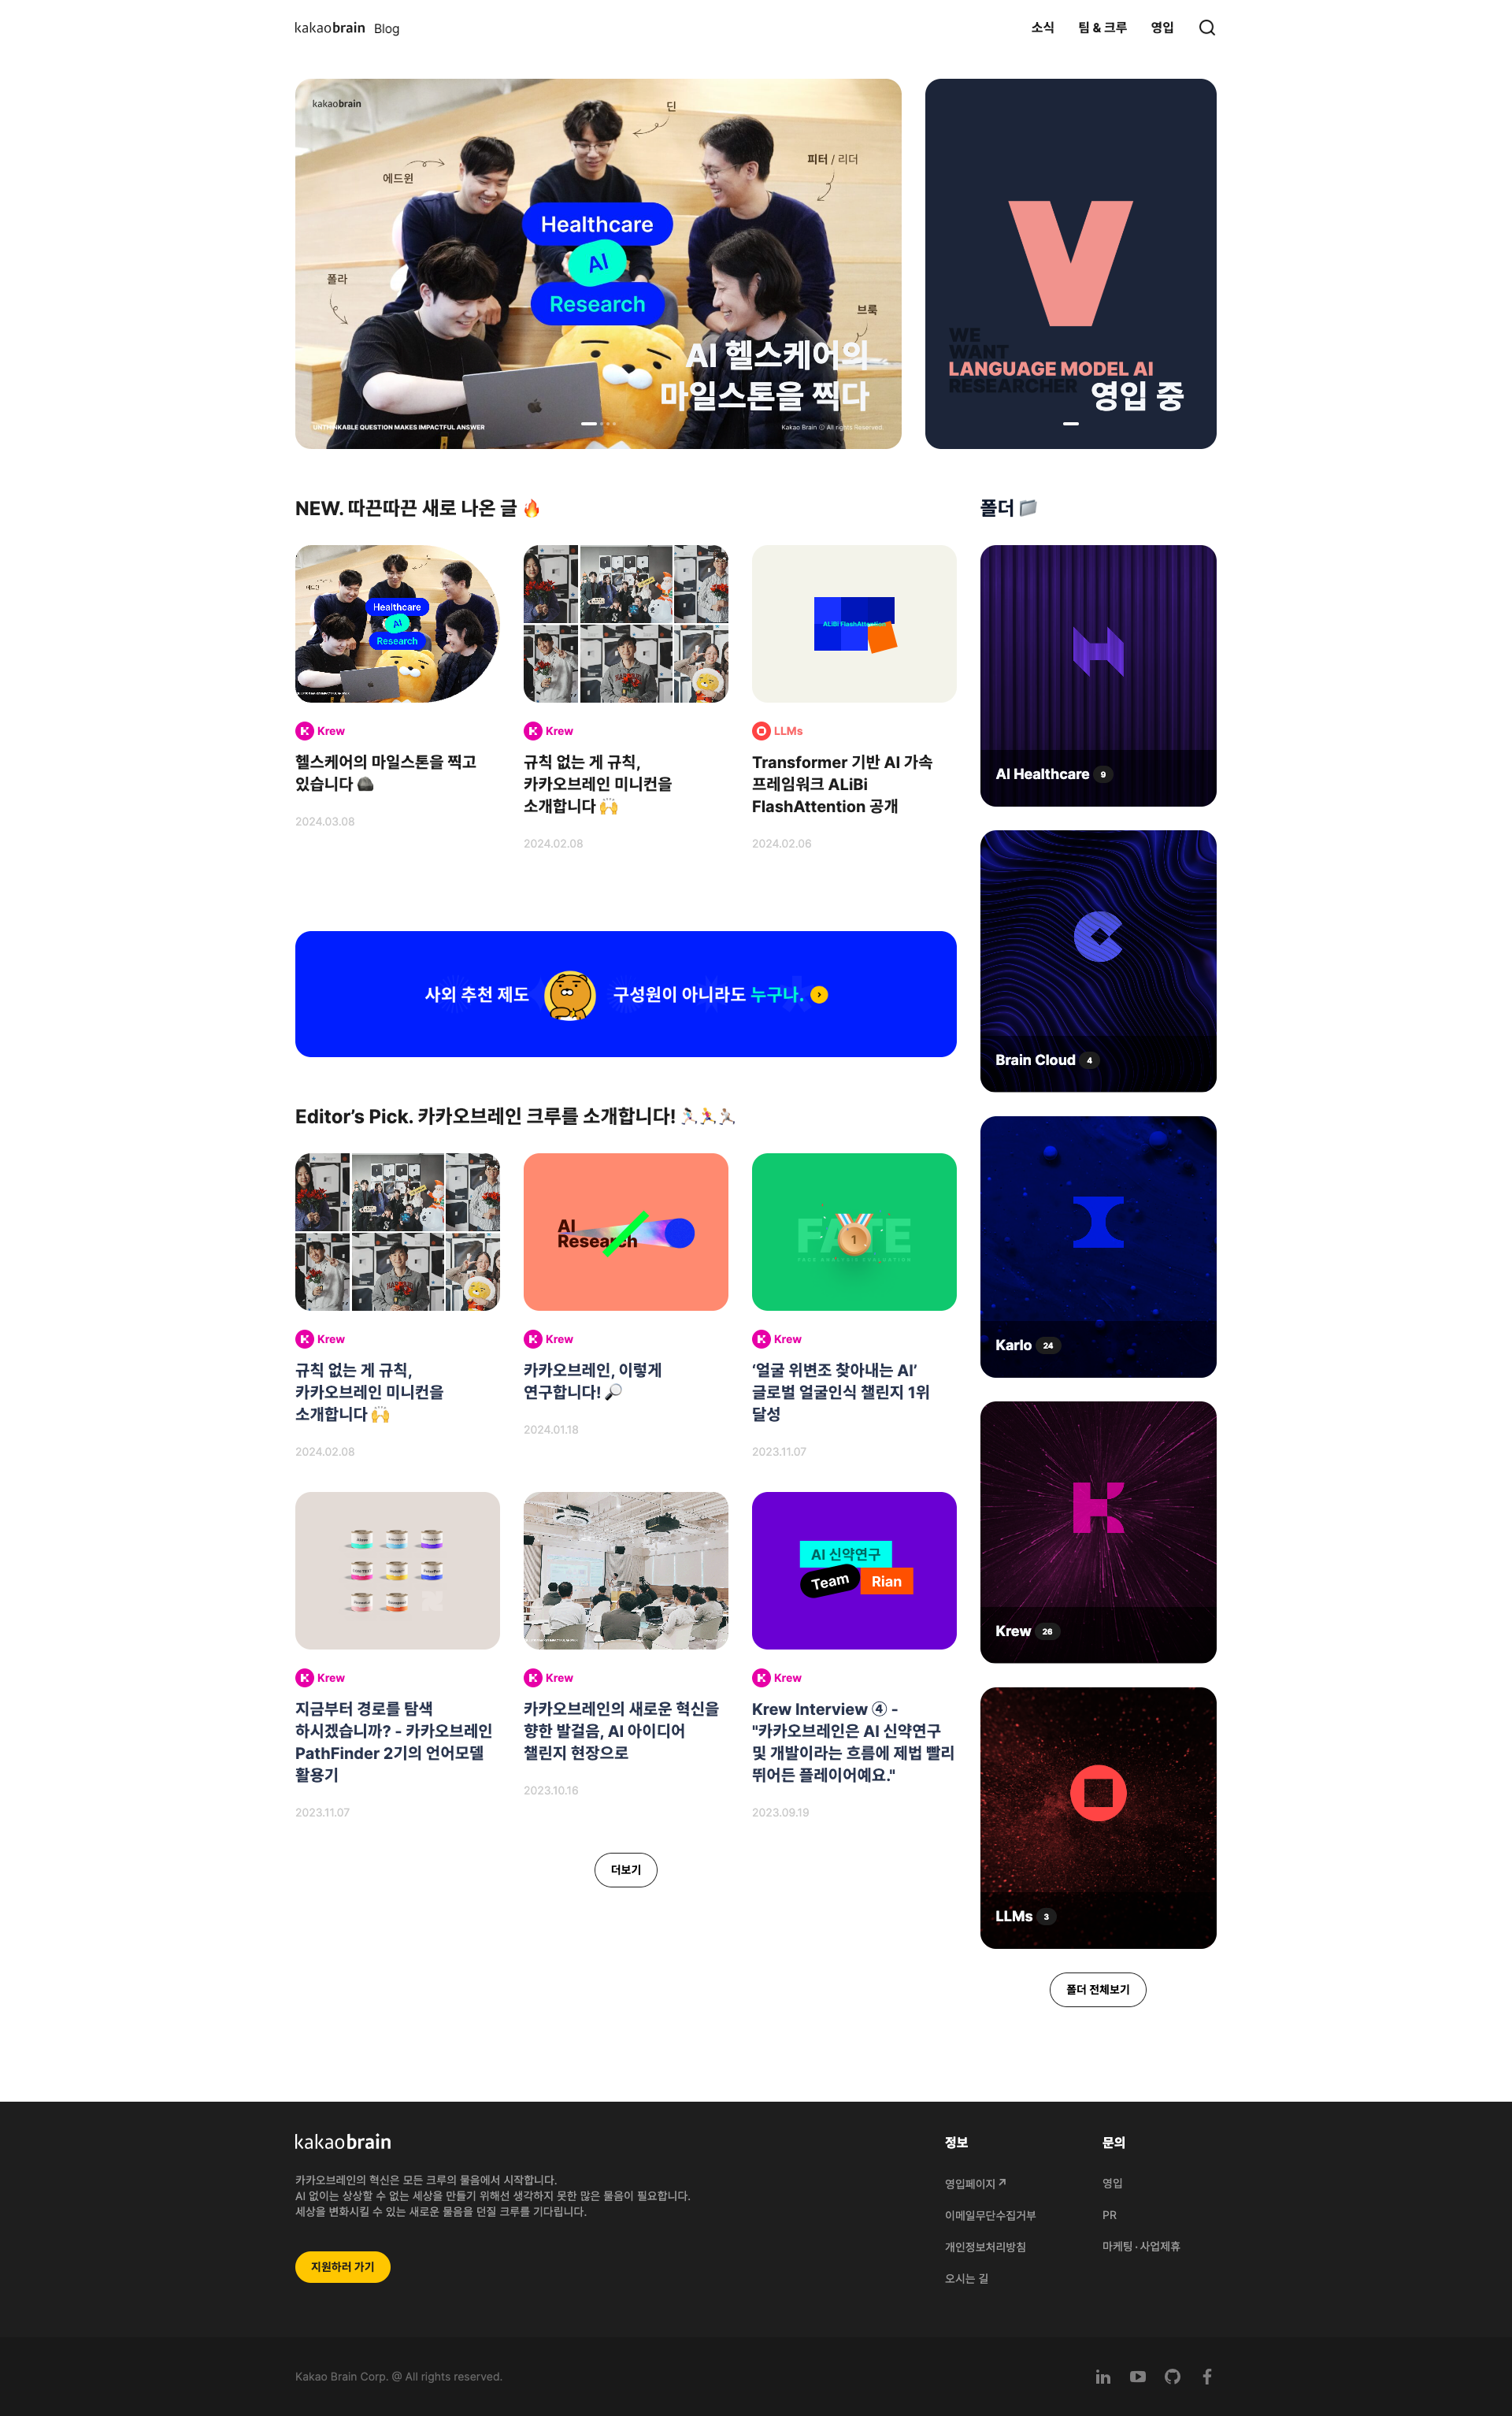 kakaobrain Blog
소식
팀 & 크루
영입
kakaobrain
딘
에드윈
피터 / 리더
폴라
브룩
Healthcare
AI
Research
AI 헬스케어의
마일스톤을 찍다
UNTHINKABLE QUESTION MAKES IMPACTFUL ANSWER
Kakao Brain ⓒ All rights Reserved.
V
WE
WANT
LANGUAGE MODEL AI
RESEARCHER
영입 중
NEW. 따끈따끈 새로 나온 글 🔥
Healthcare
AI
Research
Krew
헬스케어의 마일스톤을 찍고
있습니다 🪨
2024.03.08
Krew
규칙 없는 게 규칙,
카카오브레인 미니컨을
소개합니다 🙌
2024.02.08
ALiBi FlashAttention
LLMs
Transformer 기반 AI 가속
프레임워크 ALiBi
FlashAttention 공개
2024.02.06
사외 추천 제도
구성원이 아니라도 누구나.
Editor’s Pick. 카카오브레인 크루를 소개합니다! 🏃🏻🏃🏃🏼
Krew
규칙 없는 게 규칙,
카카오브레인 미니컨을
소개합니다 🙌
2024.02.08
AI
Research
Krew
카카오브레인, 이렇게
연구합니다! 🔎
2024.01.18
FATE
FAKE ANALYSIS EVALUATION
1
Krew
‘얼굴 위변조 찾아내는 AI’
글로벌 얼굴인식 챌린지 1위
달성
2023.11.07
Krew
지금부터 경로를 탐색
하시겠습니까? - 카카오브레인
PathFinder 2기의 언어모델
활용기
2023.11.07
Krew
카카오브레인의 새로운 혁신을
향한 발걸음, AI 아이디어
챌린지 현장으로
2023.10.16
AI 신약연구
Team
Rian
Krew
Krew Interview ④ -
"카카오브레인은 AI 신약연구
및 개발이라는 흐름에 제법 빨리
뛰어든 플레이어예요."
2023.09.19
더보기
폴더 📁
AI Healthcare 9
Brain Cloud 4
Karlo 24
Krew 26
LLMs 3
폴더 전체보기
kakaobrain
카카오브레인의 혁신은 모든 크루의 물음에서 시작합니다.
AI 없이는 상상할 수 없는 세상을 만들기 위해선 생각하지 못한 많은 물음이 필요합니다.
세상을 변화시킬 수 있는 새로운 물음을 던질 크루를 기다립니다.
지원하러 가기
정보
영입페이지
이메일무단수집거부
개인정보처리방침
오시는 길
문의
영입
PR
마케팅 · 사업제휴
Kakao Brain Corp. @ All rights reserved.